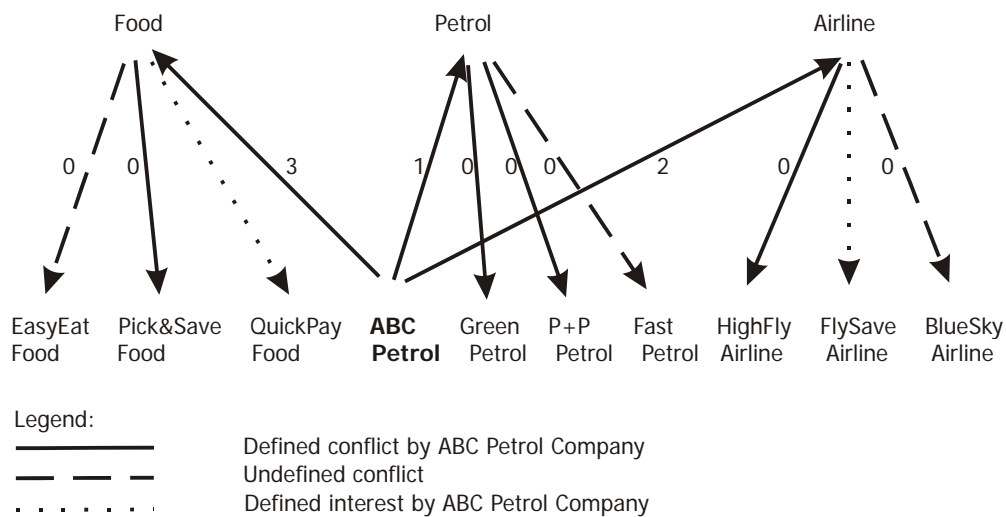 Food Petrol Airline
0 0 3 1 0 0 0 2 0 0
EasyEat Pick&Save QuickPay ABC Green P+P Fast HighFly FlySave BlueSky
Food Food Food Petrol Petrol Petrol Petrol Airline Airline Airline
Legend:
Defined conflict by ABC Petrol Company
Undefined conflict
Defined interest by ABC Petrol Company